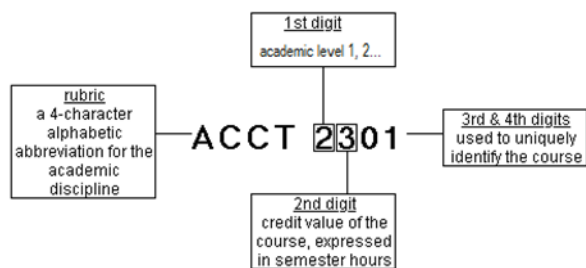 1st digit
academic level 1, 2...
rubric
a 4-character
alphabetic
abbreviation for the
academic
discipline
ACCT 2301
3rd & 4th digits
used to uniquely
identify the course
2nd digit
credit value of the
course, expressed
in semester hours